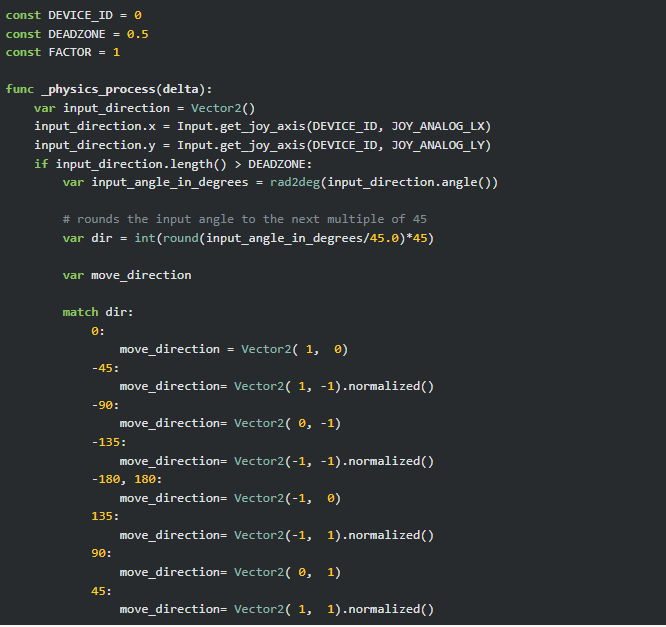 const DEVICE_ID = 0
const DEADZONE = 0.5
const FACTOR = 1

func _physics_process(delta):
    var input_direction = Vector2()
    input_direction.x = Input.get_joy_axis(DEVICE_ID, JOY_ANALOG_LX)
    input_direction.y = Input.get_joy_axis(DEVICE_ID, JOY_ANALOG_LY)
    if input_direction.length() > DEADZONE:
        var input_angle_in_degrees = rad2deg(input_direction.angle())

        # rounds the input angle to the next multiple of 45
        var dir = int(round(input_angle_in_degrees/45.0)*45)

        var move_direction

        match dir:
            0:
                move_direction = Vector2( 1,  0)
            -45:
                move_direction= Vector2( 1, -1).normalized()
            -90:
                move_direction= Vector2( 0, -1)
            -135:
                move_direction= Vector2(-1, -1).normalized()
            -180, 180:
                move_direction= Vector2(-1,  0)
            135:
                move_direction= Vector2(-1,  1).normalized()
            90:
                move_direction= Vector2( 0,  1)
            45:
                move_direction= Vector2( 1,  1).normalized()